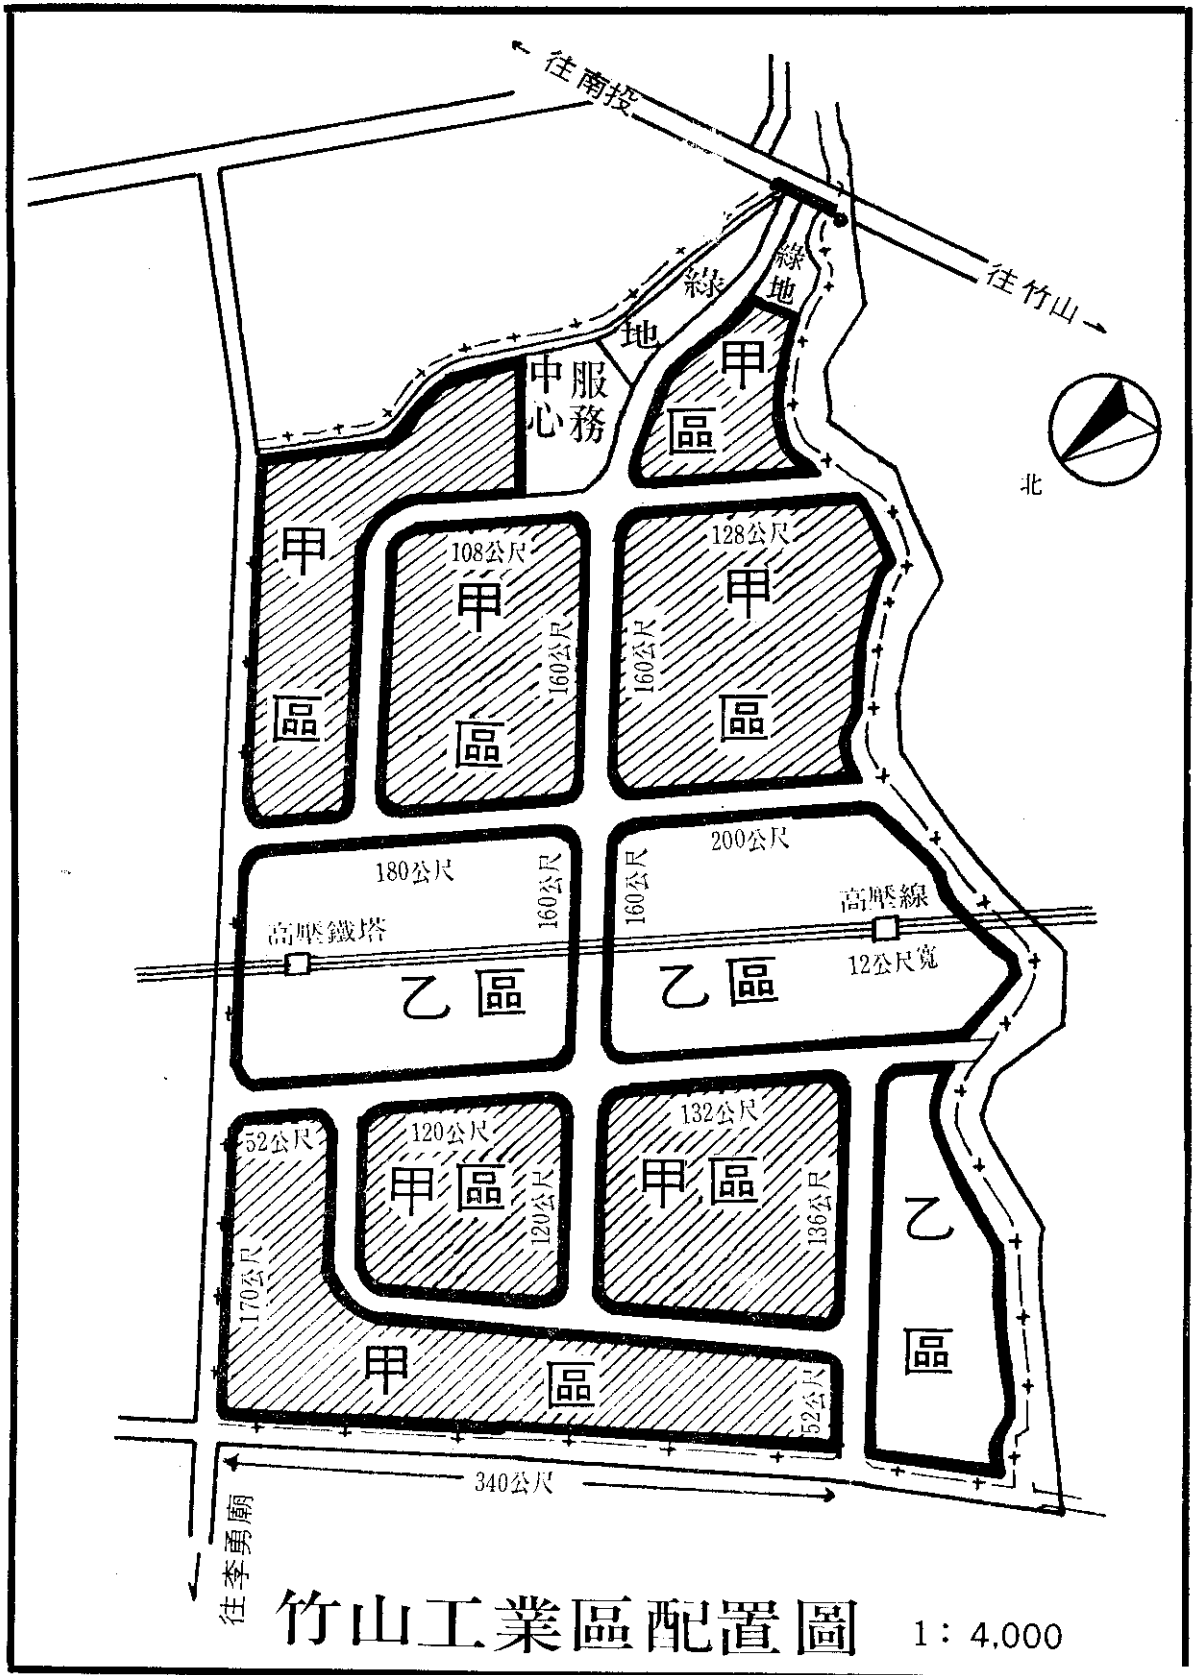 往南投
往竹山
綠地
綠地
服務
中心
甲區
北
甲區
108公尺
甲區
160公尺
128公尺
甲區
160公尺
180公尺
160公尺
高壓鐵塔
乙區
200公尺
160公尺
高壓線
12公尺寬
乙區
52公尺
170公尺
120公尺
甲區
120公尺
132公尺
甲區
136公尺
乙區
甲區
52公尺
340公尺
往李勇廟
竹山工業區配置圖 1：4,000